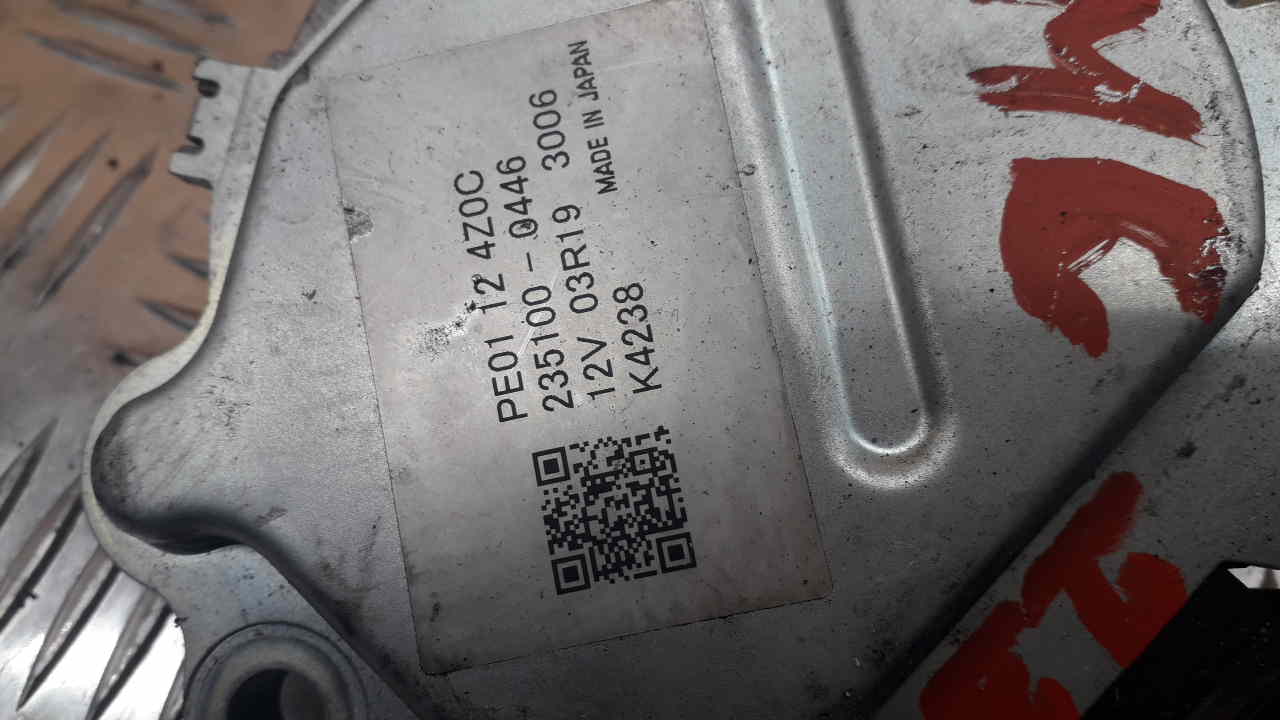 PE01 12 4Z0C
235100-0446
12V 03R19 3006
MADE IN JAPAN
K4238